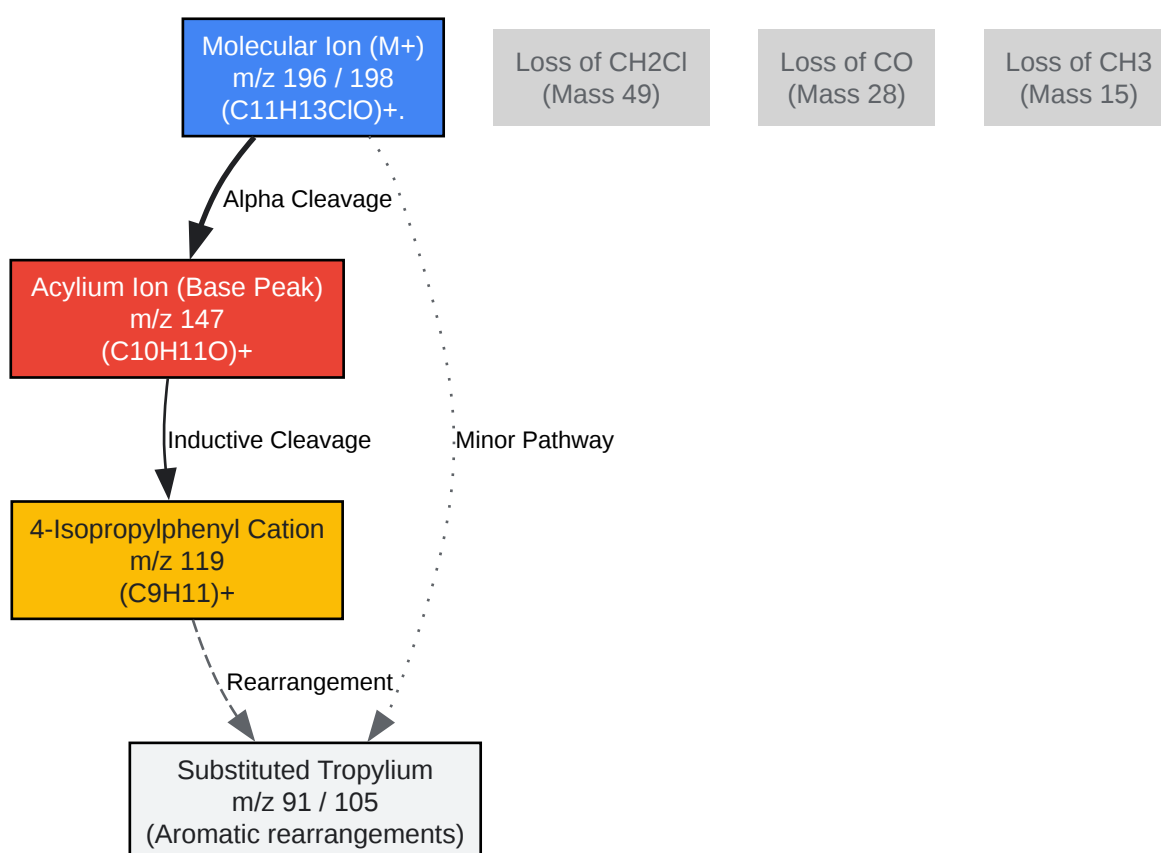 Molecular Ion (M+)
m/z 196 / 198
(C11H13ClO)+.
Loss of CH2Cl
(Mass 49)
Loss of CO
(Mass 28)
Loss of CH3
(Mass 15)
Alpha Cleavage
Acylium Ion (Base Peak)
m/z 147
(C10H11O)+
Inductive Cleavage
Minor Pathway
4-Isopropylphenyl Cation
m/z 119
(C9H11)+
Rearrangement
Substituted Tropylium
m/z 91 / 105
(Aromatic rearrangements)